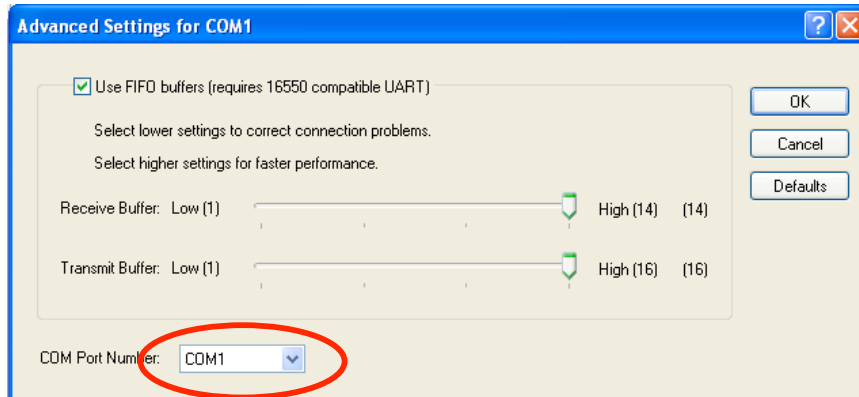 Advanced Settings for COM1
Use FIFO buffers (requires 16550 compatible UART)
OK
Select lower settings to correct connection problems.
Cancel
Select higher settings for faster performance.
Defaults
Receive Buffer: Low (1) High (14) (14)
Transmit Buffer: Low (1) High (16) (16)
COM Port Number: COM1